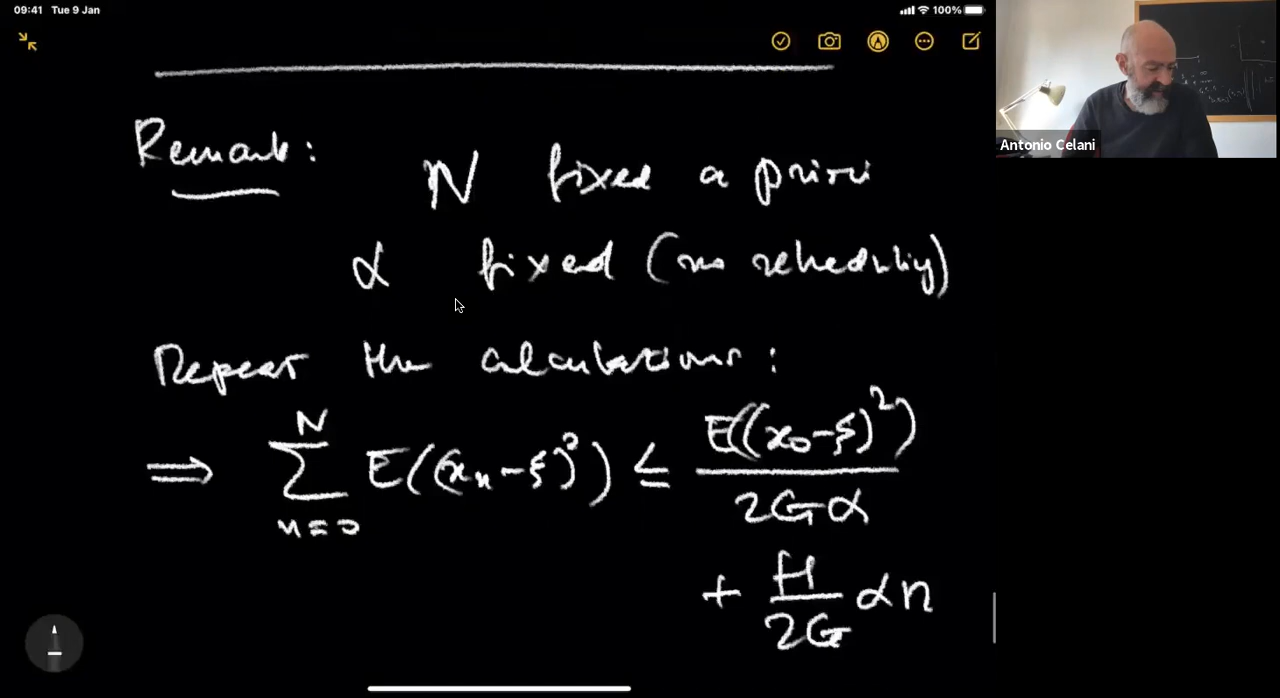 09:41 Tue 9 Jan
100%
Antonio Celani
Remark: N fixed a priori
α fixed (no scheduling)
Repeat the calculations:
⇒ ∑_{n=0}^{N} E((x_n-ξ)²) ≤ E((x_0-ξ)²) / 2Gα
+ H/2G αn